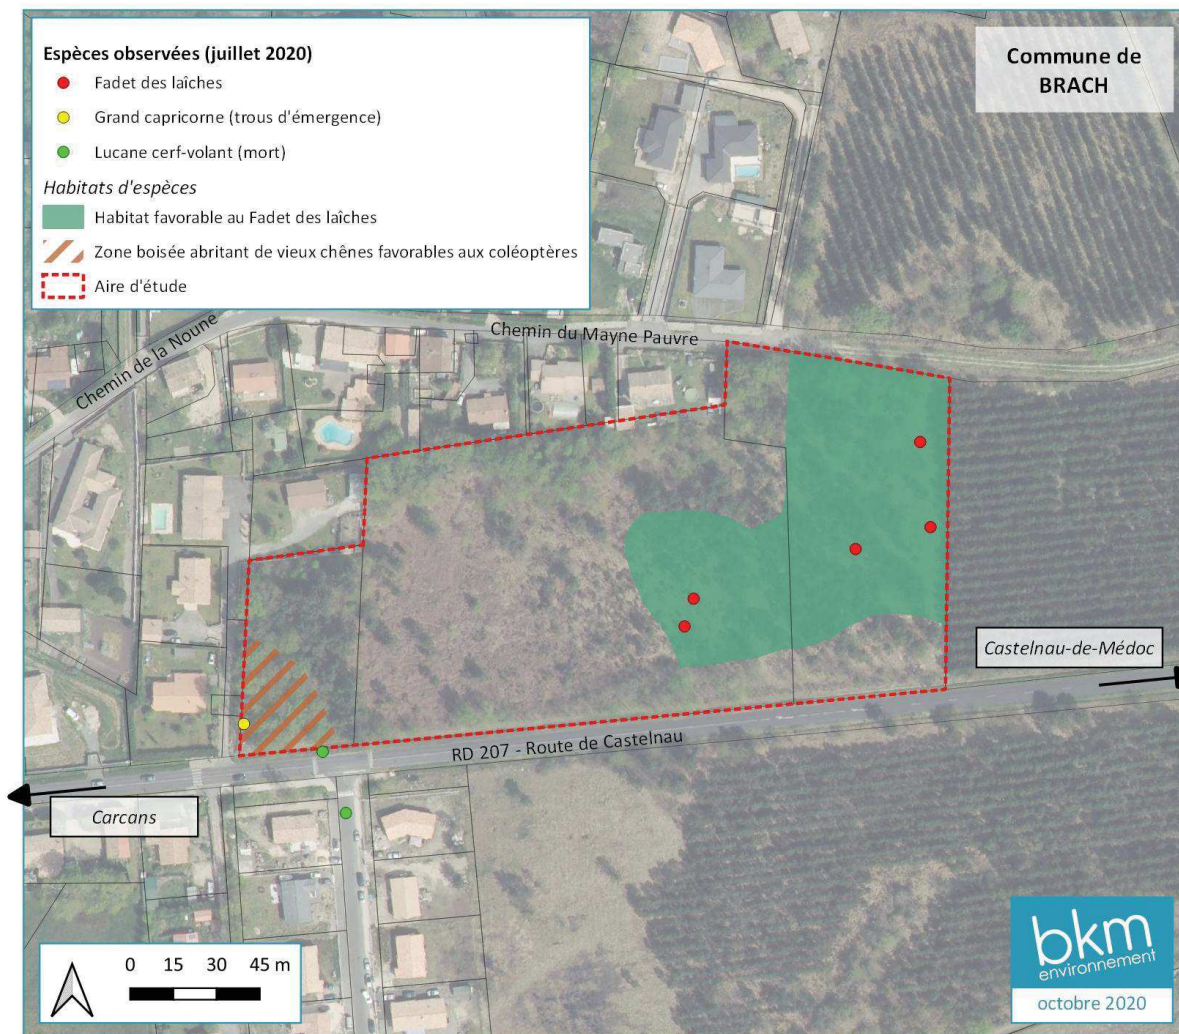 Espèces observées (juillet 2020)
Fadet des laîches
Grand capricorne (trous d'émergence)
Lucane cerf-volant (mort)
Habitats d'espèces
Habitat favorable au Fadet des laîches
Zone boisée abritant de vieux chênes favorables aux coléoptères
Aire d'étude
Commune de
BRACH
Chemin de la Noune
Chemin du Mayne Pauvre
Castelnau-de-Médoc
RD 207 - Route de Castelnau
Carcans
0 15 30 45 m
bkm
environnement
octobre 2020